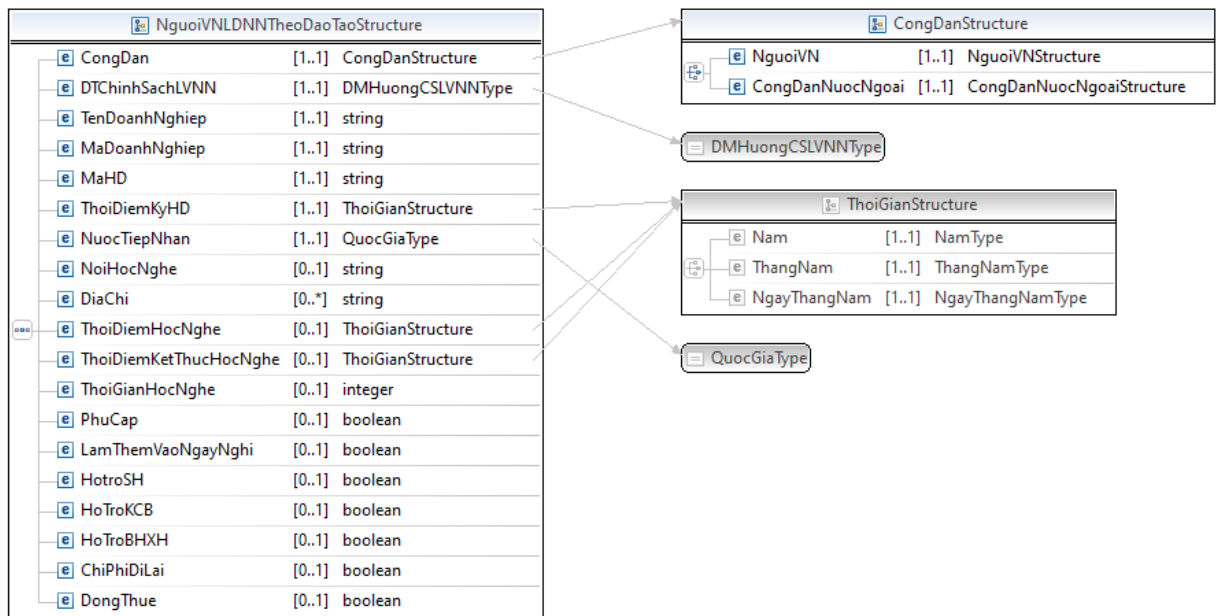 NguoiVNLDNNTheoDaoTaoStructure
CongDan [1..1] CongDanStructure
DTChinhSachLVNN [1..1] DMHuongCSLVNNType
TenDoanhNghiep [1..1] string
MaDoanhNghiep [1..1] string
MaHD [1..1] string
ThoiDiemKyHD [1..1] ThoiGianStructure
NuocTiepNhan [1..1] QuocGiaType
NoiHocNghe [0..1] string
DiaChi [0..*] string
ThoiDiemHocNghe [0..1] ThoiGianStructure
ThoiDiemKetThucHocNghe [0..1] ThoiGianStructure
ThoiGianHocNghe [0..1] integer
PhuCap [0..1] boolean
LamThemVaoNgayNghi [0..1] boolean
HotroSH [0..1] boolean
HoTroKCB [0..1] boolean
HoTroBHXH [0..1] boolean
ChiPhiDiLai [0..1] boolean
DongThue [0..1] boolean
CongDanStructure
NguoiVN [1..1] NguoiVNStructure
CongDanNuocNgoai [1..1] CongDanNuocNgoaiStructure
DMHuongCSLVNNType
ThoiGianStructure
Nam [1..1] NamType
ThangNam [1..1] ThangNamType
NgayThangNam [1..1] NgayThangNamType
QuocGiaType